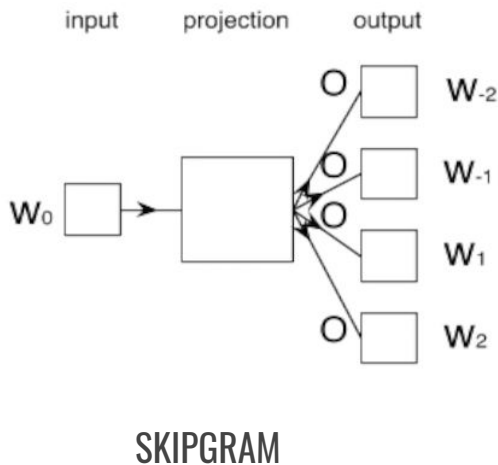 input projection output
O W-2
O W-1
W0
O W1
O W2
SKIPGRAM